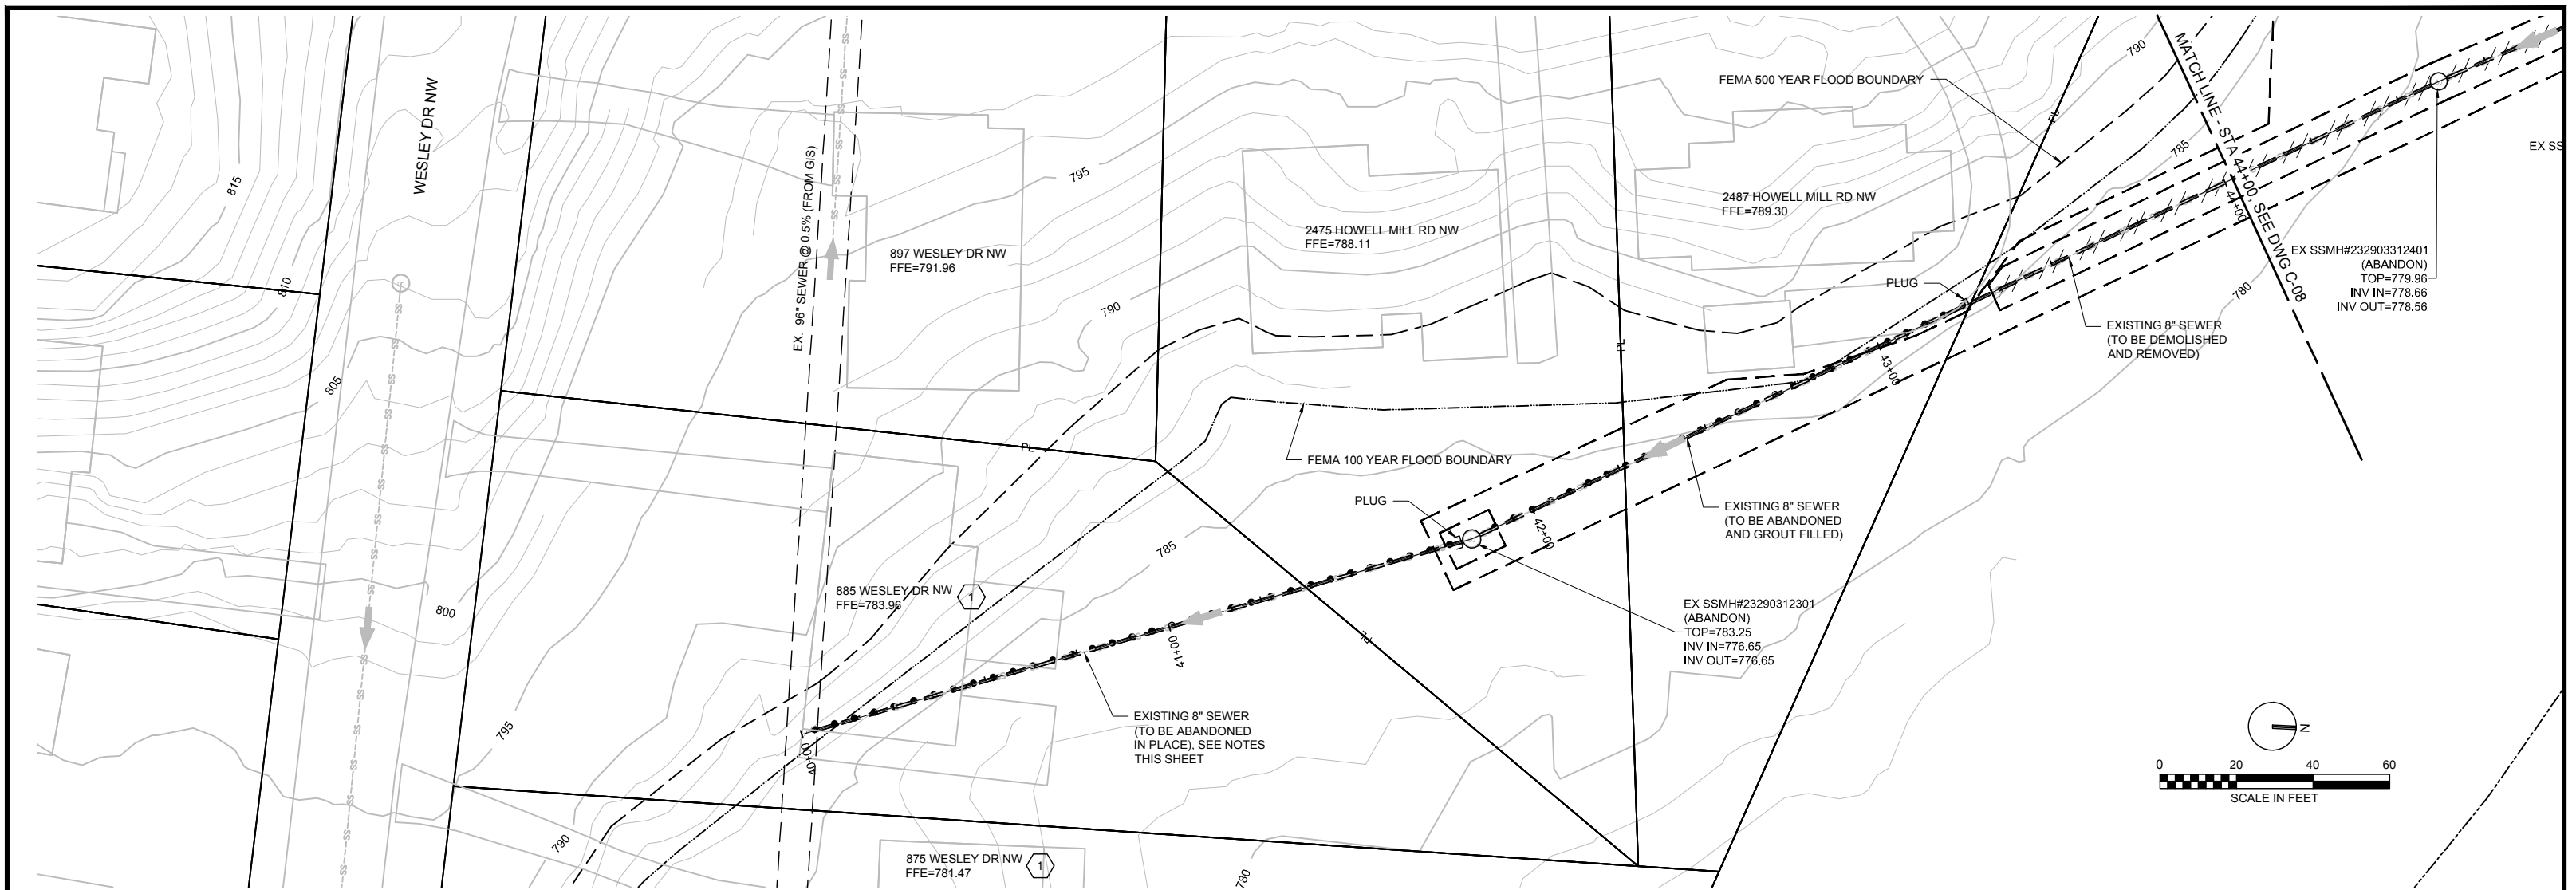 WESLEY DR NW
815
810
805
800
795
790
SS
EX. 96" SEWER @ 0.5% (FROM GIS)
897 WESLEY DR NW
FFE=791.96
795
790
785
PL
2475 HOWELL MILL RD NW
FFE=788.11
FEMA 500 YEAR FLOOD BOUNDARY
2487 HOWELL MILL RD NW
FFE=789.30
PL
PL
790
785
780
MATCH LINE - STA 44+00, SEE DWG C-08
44+00
EX SS
EX SSMH#232903312401
(ABANDON)
TOP=779.96
INV IN=778.66
INV OUT=778.56
PLUG
EXISTING 8" SEWER
(TO BE DEMOLISHED
AND REMOVED)
43+00
FEMA 100 YEAR FLOOD BOUNDARY
PLUG
42+00
EXISTING 8" SEWER
(TO BE ABANDONED
AND GROUT FILLED)
885 WESLEY DR NW
FFE=783.96
1
EX SSMH#23290312301
(ABANDON)
TOP=783.25
INV IN=776.65
INV OUT=776.65
PL
41+00
40+00
EXISTING 8" SEWER
(TO BE ABANDONED
IN PLACE), SEE NOTES
THIS SHEET
875 WESLEY DR NW
FFE=781.47
1
780
N
0 20 40 60
SCALE IN FEET